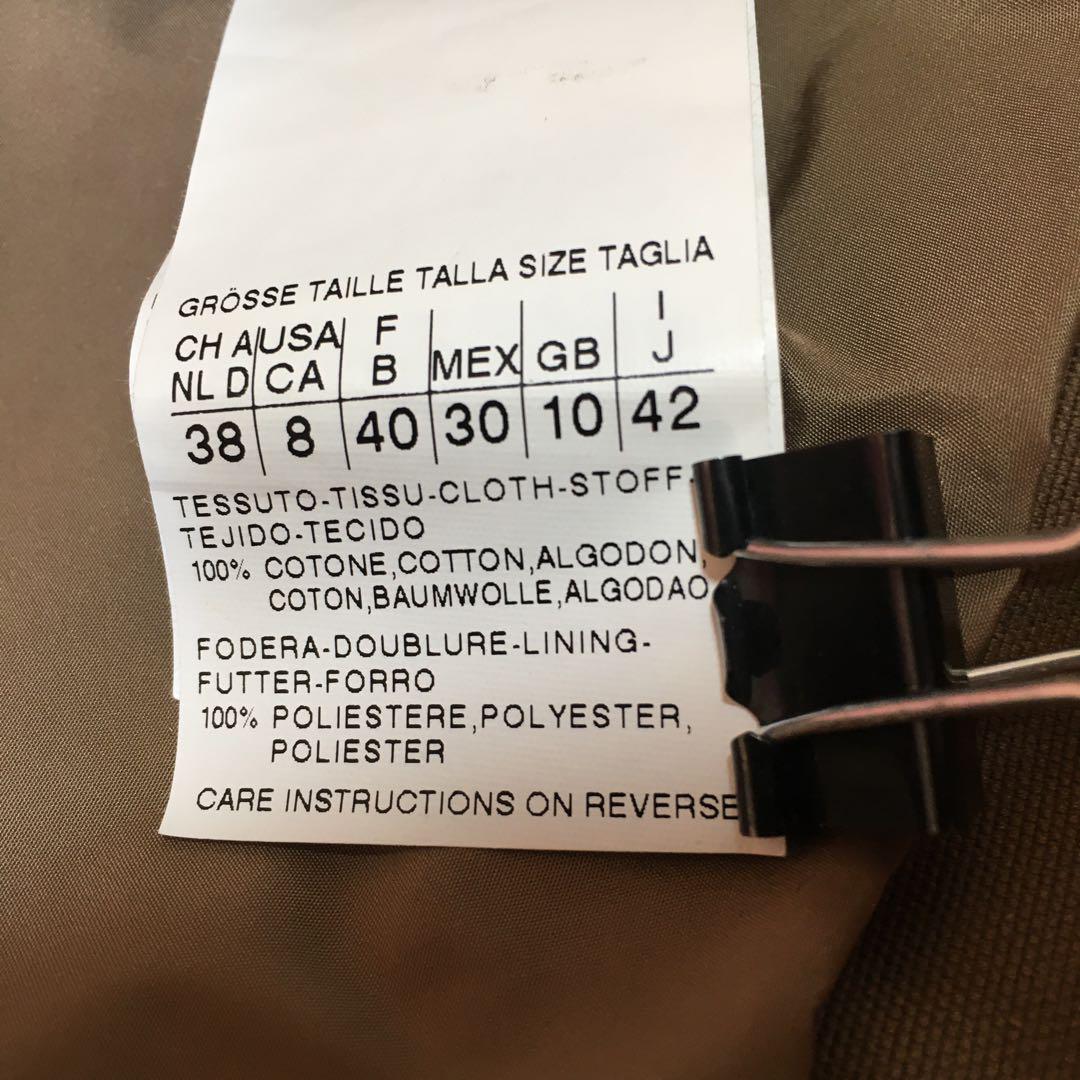 GRÖSSE TAILLE TALLA SIZE TAGLIA
CH A USA F MEX GB I
NL D CA B J
38 8 40 30 10 42
TESSUTO-TISSU-CLOTH-STOFF-
TEJIDO-TECIDO
100% COTONE,COTTON,ALGODON,
COTON,BAUMWOLLE,ALGODAO
FODERA-DOUBLURE-LINING-
FUTTER-FORRO
100% POLIESTERE,POLYESTER,
POLIESTER
CARE INSTRUCTIONS ON REVERSE